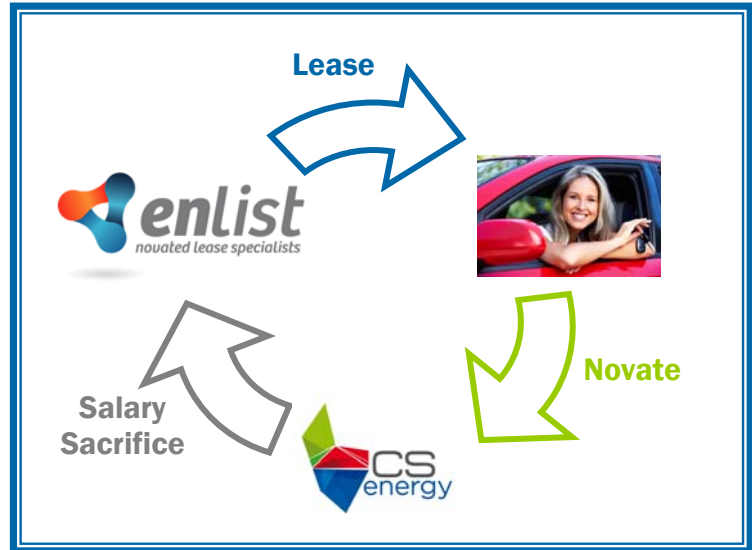 Lease
enlist
novated lease specialists
Novate
Salary
Sacrifice
CS
energy